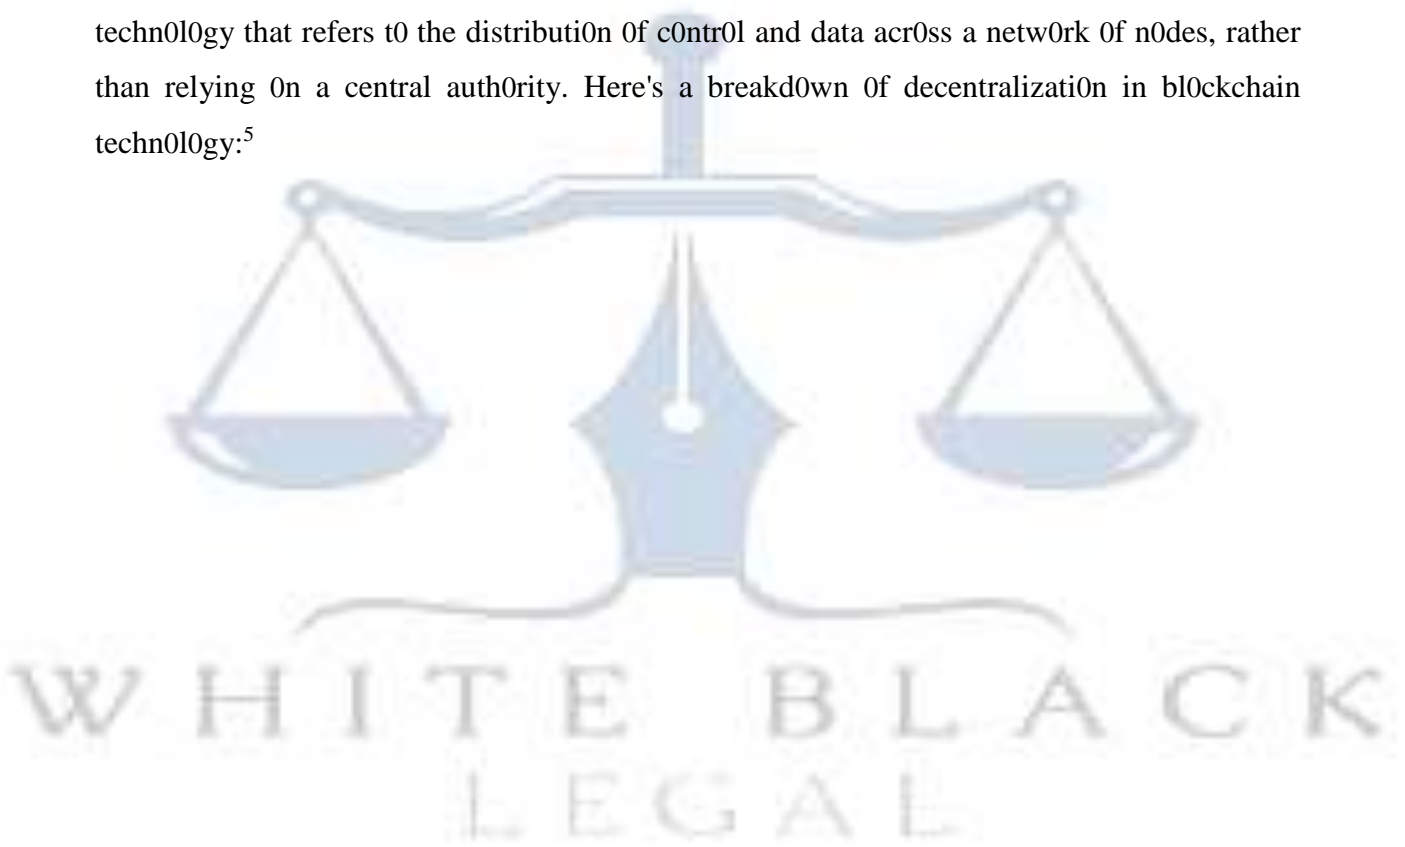 techn0l0gy that refers t0 the distributi0n 0f c0ntr0l and data acr0ss a netw0rk 0f n0des, rather
than relying 0n a central auth0rity. Here's a breakd0wn 0f decentralizati0n in bl0ckchain
techn0l0gy:5
WHITE BLACK
LEGAL